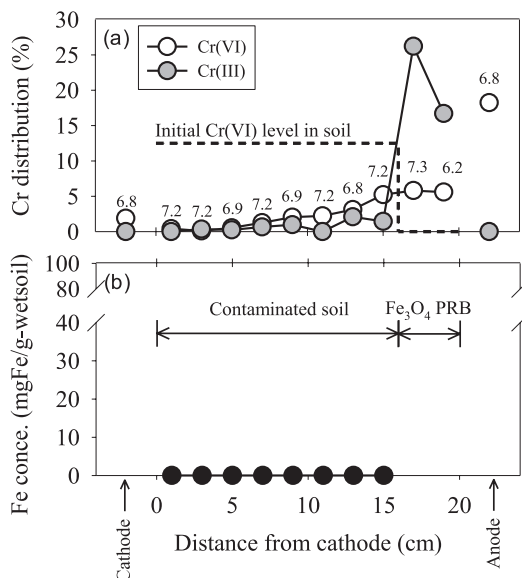 (a)
Cr(VI)
Cr(III)
Cr distribution (%)
30
25
20
15
10
5
0
Initial Cr(VI) level in soil
6.8 7.2 7.2 6.9 7.2 6.9 7.2 6.8 7.2 7.3 6.2 6.8
(b)
Fe conce. (mgFe/g-wetsoil)
100
80
40
30
20
10
0
Contaminated soil
Fe3O4 PRB
0 5 10 15 20
Cathode
Distance from cathode (cm)
Anode